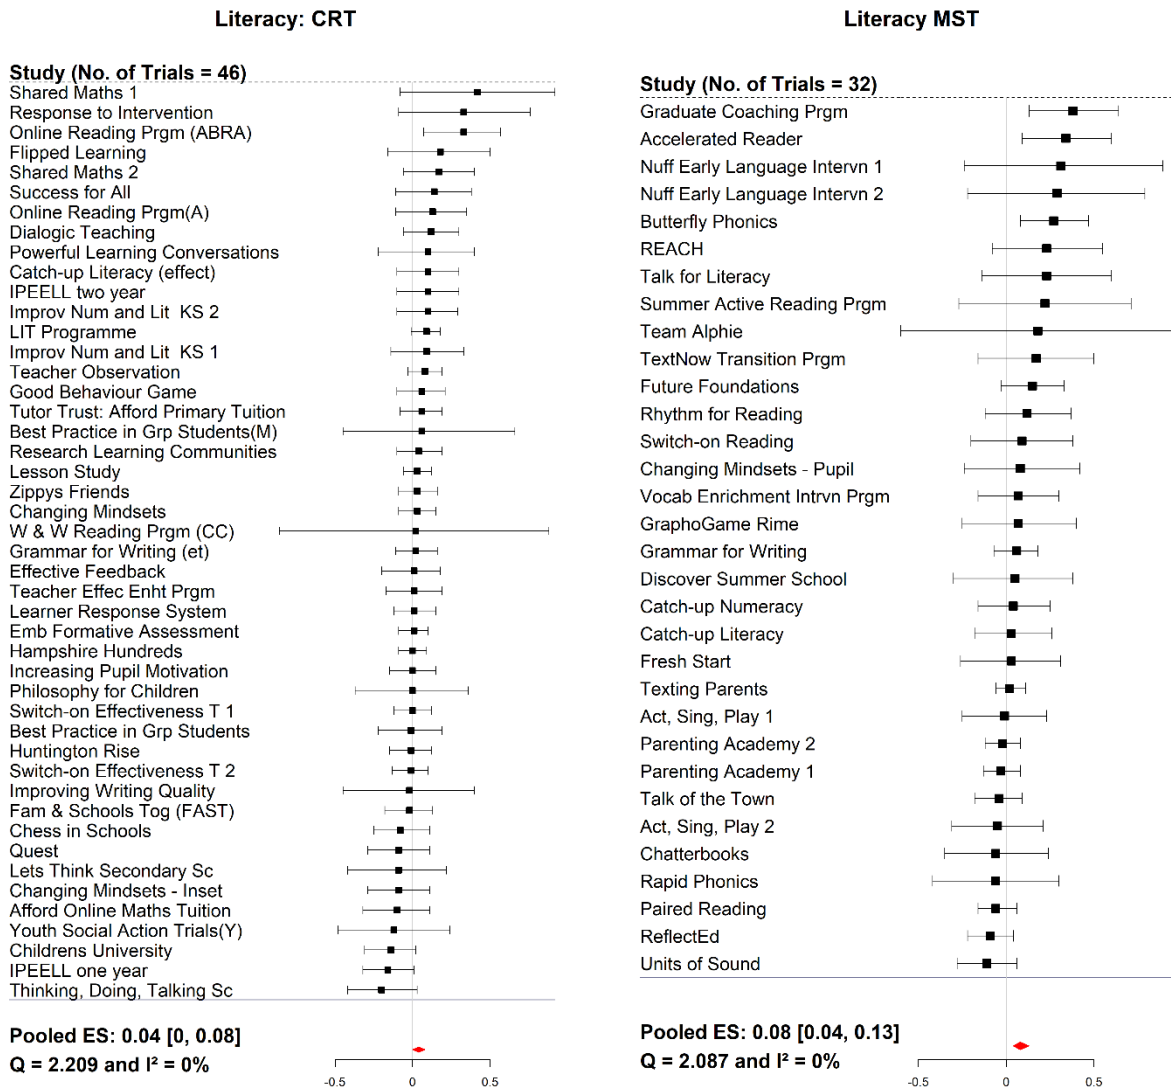 Literacy: CRT
Study (No. of Trials = 46)
Shared Maths 1
Response to Intervention
Online Reading Prgm (ABRA)
Flipped Learning
Shared Maths 2
Success for All
Online Reading Prgm(A)
Dialogic Teaching
Powerful Learning Conversations
Catch-up Literacy (effect)
IPEELL two year
Improv Num and Lit  KS 2
LIT Programme
Improv Num and Lit  KS 1
Teacher Observation
Good Behaviour Game
Tutor Trust: Afford Primary Tuition
Best Practice in Grp Students(M)
Research Learning Communities
Lesson Study
Zippys Friends
Changing Mindsets
W & W Reading Prgm (CC)
Grammar for Writing (et)
Effective Feedback
Teacher Effec Enht Prgm
Learner Response System
Emb Formative Assessment
Hampshire Hundreds
Increasing Pupil Motivation
Philosophy for Children
Switch-on Effectiveness T 1
Best Practice in Grp Students
Huntington Rise
Switch-on Effectiveness T 2
Improving Writing Quality
Fam & Schools Tog (FAST)
Chess in Schools
Quest
Lets Think Secondary Sc
Changing Mindsets - Inset
Afford Online Maths Tuition
Youth Social Action Trials(Y)
Childrens University
IPEELL one year
Thinking, Doing, Talking Sc
Pooled ES: 0.04 [0, 0.08]
Q = 2.209 and I² = 0%
-0.5 0 0.5
Literacy MST
Study (No. of Trials = 32)
Graduate Coaching Prgm
Accelerated Reader
Nuff Early Language Intervn 1
Nuff Early Language Intervn 2
Butterfly Phonics
REACH
Talk for Literacy
Summer Active Reading Prgm
Team Alphie
TextNow Transition Prgm
Future Foundations
Rhythm for Reading
Switch-on Reading
Changing Mindsets - Pupil
Vocab Enrichment Intrvn Prgm
GraphoGame Rime
Grammar for Writing
Discover Summer School
Catch-up Numeracy
Catch-up Literacy
Fresh Start
Texting Parents
Act, Sing, Play 1
Parenting Academy 2
Parenting Academy 1
Talk of the Town
Act, Sing, Play 2
Chatterbooks
Rapid Phonics
Paired Reading
ReflectEd
Units of Sound
Pooled ES: 0.08 [0.04, 0.13]
Q = 2.087 and I² = 0%
-0.5 0 0.5